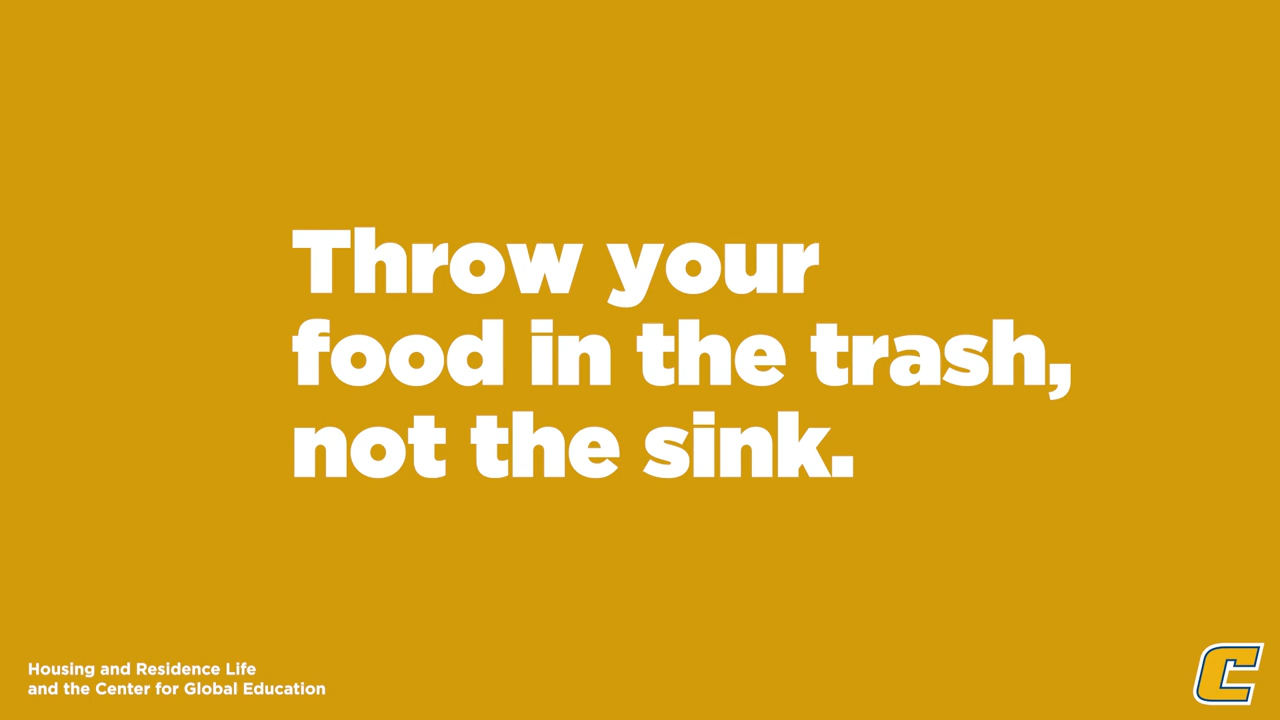 Throw your
food in the trash,
not the sink.
Housing and Residence Life
and the Center for Global Education
C